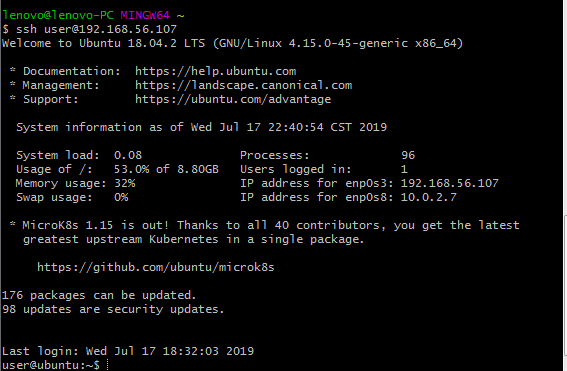 lenovo@lenovo-PC MINGW64 ~
$ ssh user@192.168.56.107
Welcome to Ubuntu 18.04.2 LTS (GNU/Linux 4.15.0-45-generic x86_64)
* Documentation:  https://help.ubuntu.com
* Management:     https://landscape.canonical.com
* Support:        https://ubuntu.com/advantage
System information as of Wed Jul 17 22:40:54 CST 2019
System load:  0.08              Processes:             96
Usage of /:   53.0% of 8.80GB   Users logged in:       1
Memory usage: 32%               IP address for enp0s3: 192.168.56.107
Swap usage:   0%                IP address for enp0s8: 10.0.2.7
* MicroK8s 1.15 is out! Thanks to all 40 contributors, you get the latest
greatest upstream Kubernetes in a single package.
https://github.com/ubuntu/microk8s
176 packages can be updated.
98 updates are security updates.
Last login: Wed Jul 17 18:32:03 2019
user@ubuntu:~$